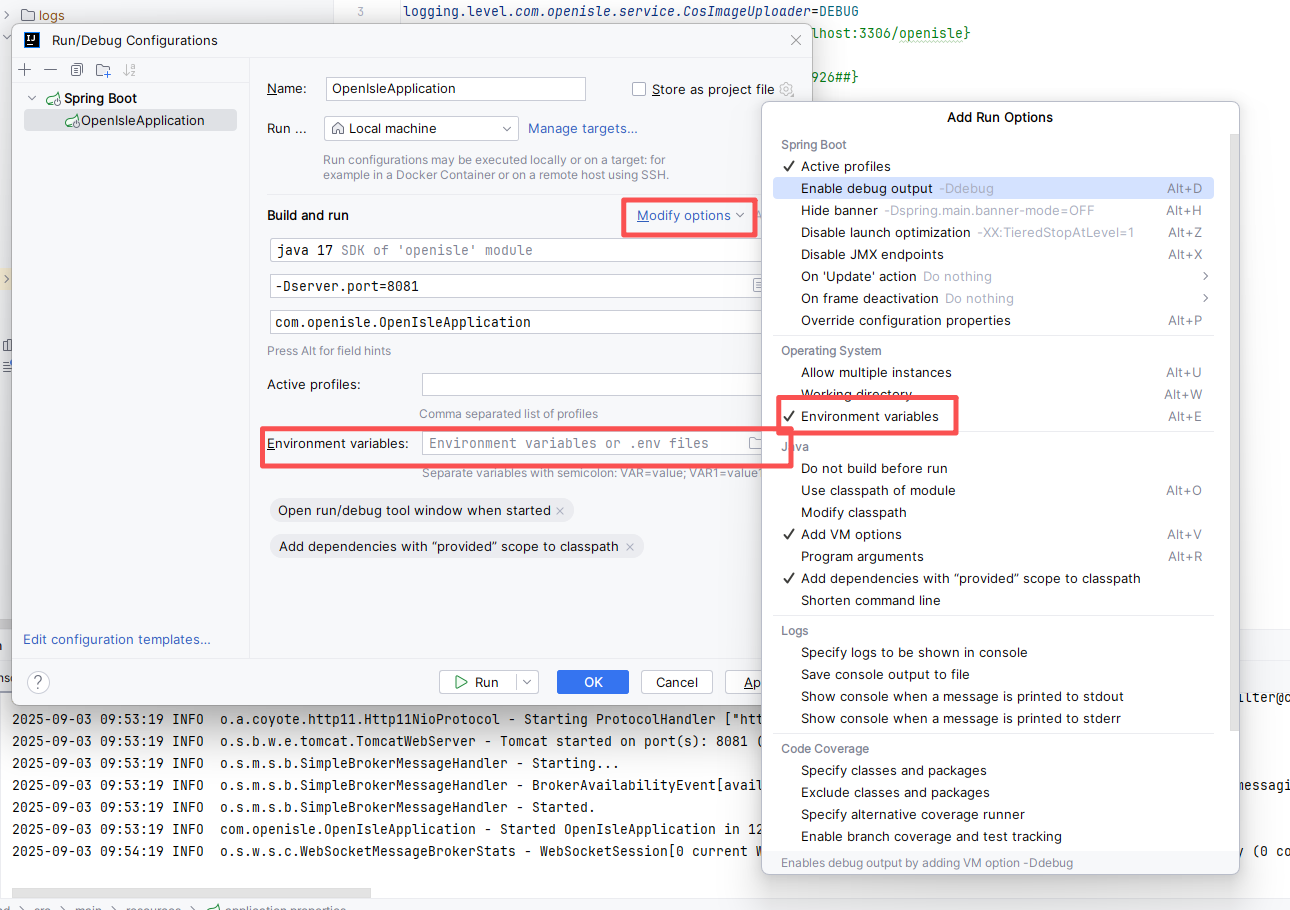 logs
3
logging.level.com.openisle.service.CosImageUploader=DEBUG
lhost:3306/openisle}
926##}
Run/Debug Configurations
Spring Boot
OpenIsleApplication
Edit configuration templates...
Name:
OpenIsleApplication
Store as project file
Run ...
Local machine
Manage targets...
Run configurations may be executed locally or on a target: for
example in a Docker Container or on a remote host using SSH.
Build and run
Modify options
java 17 SDK of 'openisle' module
-Dserver.port=8081
com.openisle.OpenIsleApplication
Press Alt for field hints
Active profiles:
Comma separated list of profiles
Environment variables:
Environment variables or .env files
Separate variables with semicolon: VAR=value; VAR1=value
Open run/debug tool window when started
Add dependencies with “provided” scope to classpath
?
Run
OK
Cancel
Ap
Add Run Options
Spring Boot
Active profiles
Enable debug output -Ddebug Alt+D
Hide banner -Dspring.main.banner-mode=OFF Alt+H
Disable launch optimization -XX:TieredStopAtLevel=1 Alt+Z
Disable JMX endpoints Alt+X
On 'Update' action Do nothing
On frame deactivation Do nothing
Override configuration properties Alt+P
Operating System
Allow multiple instances Alt+U
Working directory Alt+W
Environment variables Alt+E
Java
Do not build before run
Use classpath of module Alt+O
Modify classpath
Add VM options Alt+V
Program arguments Alt+R
Add dependencies with “provided” scope to classpath
Shorten command line
Logs
Specify logs to be shown in console
Save console output to file
Show console when a message is printed to stdout
Show console when a message is printed to stderr
Code Coverage
Specify classes and packages
Exclude classes and packages
Specify alternative coverage runner
Enable branch coverage and test tracking
Enables debug output by adding VM option -Ddebug
2025-09-03 09:53:19 INFO o.a.coyote.http11.Http11NioProtocol - Starting ProtocolHandler ["htt
2025-09-03 09:53:19 INFO o.s.b.w.e.tomcat.TomcatWebServer - Tomcat started on port(s): 8081 (
2025-09-03 09:53:19 INFO o.s.m.s.b.SimpleBrokerMessageHandler - Starting...
2025-09-03 09:53:19 INFO o.s.m.s.b.SimpleBrokerMessageHandler - BrokerAvailabilityEvent[avail
2025-09-03 09:53:19 INFO o.s.m.s.b.SimpleBrokerMessageHandler - Started.
2025-09-03 09:53:19 INFO com.openisle.OpenIsleApplication - Started OpenIsleApplication in 12
2025-09-03 09:54:19 INFO o.s.w.s.c.WebSocketMessageBrokerStats - WebSocketSession[0 current W